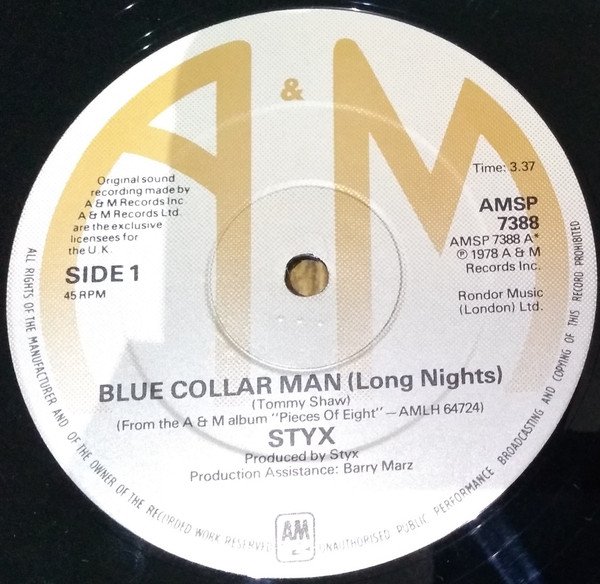 A & M
Original sound
recording made by
A & M Records Inc.
A & M Records Ltd.
are the exclusive
licensees for
the U.K.
SIDE 1
45 RPM
Time: 3.37
AMSP
7388
AMSP 7388 A*
℗ 1978 A & M
Records Inc.
Rondor Music
(London) Ltd.
BLUE COLLAR MAN (Long Nights)
(Tommy Shaw)
(From the A & M album "Pieces Of Eight" — AMLH 64724)
STYX
Produced by Styx
Production Assistance: Barry Marz
ALL RIGHTS OF THE MANUFACTURER AND OF THE OWNER OF THE RECORDED WORK RESERVED
UNAUTHORISED PUBLIC PERFORMANCE BROADCASTING AND COPYING OF THIS RECORD PROHIBITED
AM